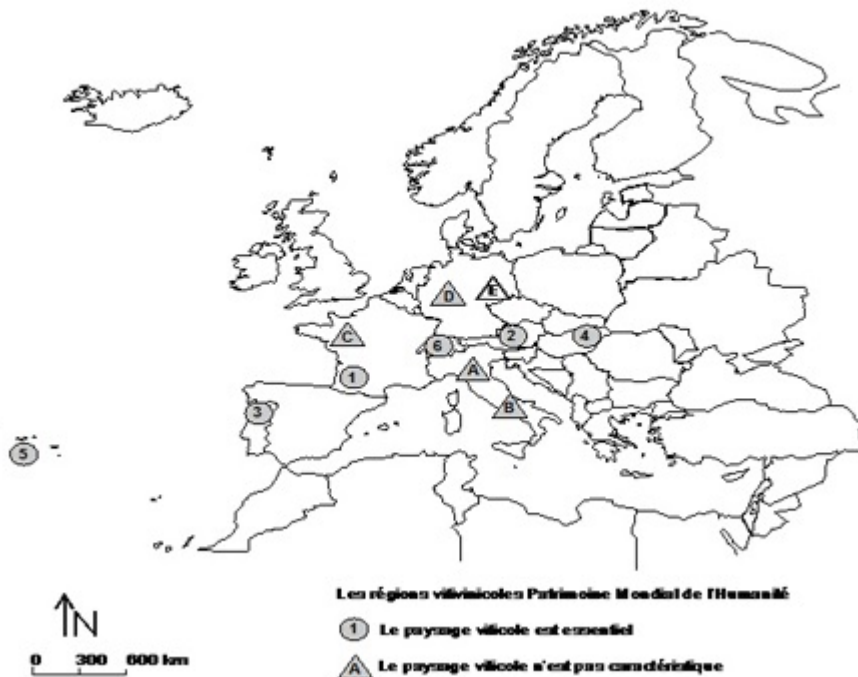 E
D
C
6
2
4
1
A
3
B
5
N
0 300 600 km
Les régions vitivinicoles Patrimoine Mondial de l'Humanité
1 Le paysage viticole est essentiel
A Le paysage viticole n'est pas caractéristique